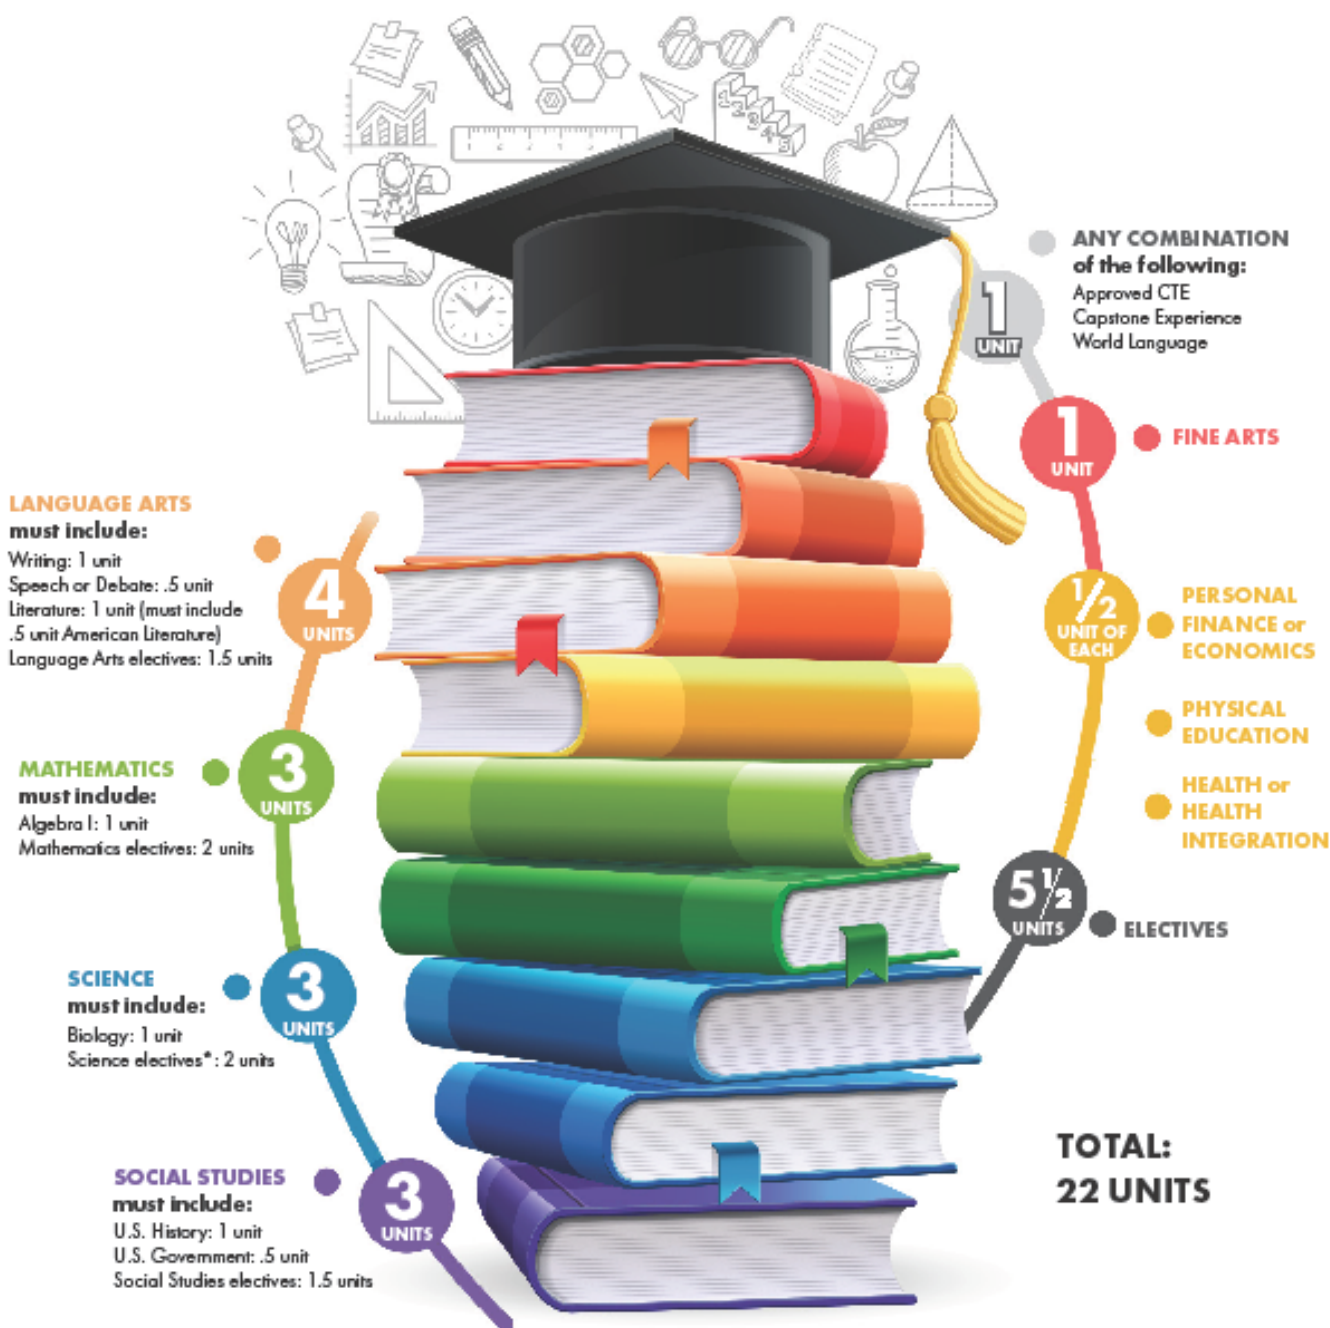 LANGUAGE ARTS
must include:
Writing: 1 unit
Speech or Debate: .5 unit
Literature: 1 unit (must include
.5 unit American Literature)
Language Arts electives: 1.5 units
4
UNITS
MATHEMATICS
must include:
Algebra I: 1 unit
Mathematics electives: 2 units
3
UNITS
SCIENCE
must include:
Biology: 1 unit
Science electives*: 2 units
3
UNITS
SOCIAL STUDIES
must include:
U.S. History: 1 unit
U.S. Government: .5 unit
Social Studies electives: 1.5 units
3
UNITS
ANY COMBINATION
of the following:
Approved CTE
Capstone Experience
World Language
1
UNIT
1
UNIT
FINE ARTS
1/2
UNIT OF
EACH
PERSONAL
FINANCE or
ECONOMICS
PHYSICAL
EDUCATION
HEALTH or
HEALTH
INTEGRATION
5 1/2
UNITS
ELECTIVES
TOTAL:
22 UNITS